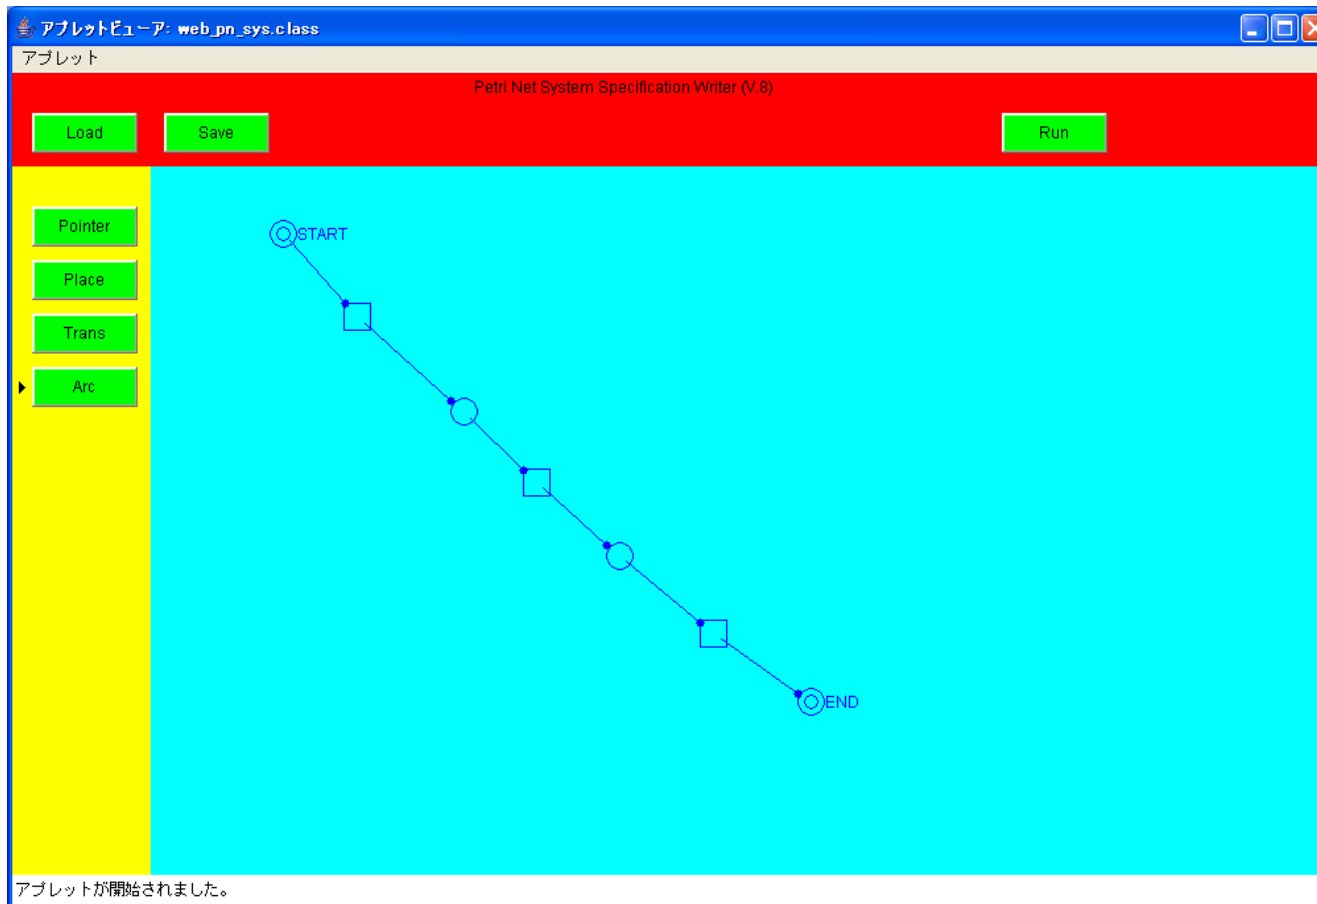 アプレットビューア: web_pn_sys.class
アプレット
Petri Net System Specification Writer (V.8)
Load
Save
Run
Pointer
Place
Trans
Arc
START
END
アプレットが開始されました。